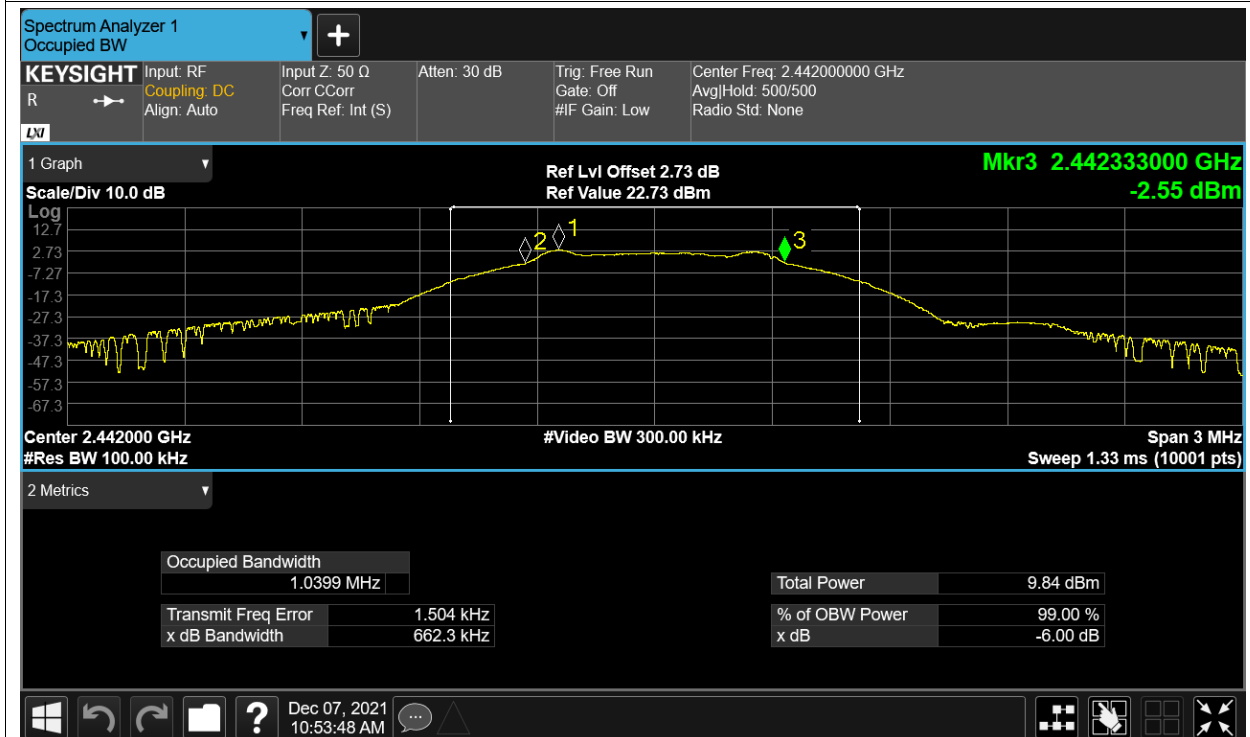 Spectrum Analyzer 1
Occupied BW
+
KEYSIGHT
R
LXI
Input: RF
Coupling: DC
Align: Auto
Input Z: 50 Ω
Corr CCorr
Freq Ref: Int (S)
Atten: 30 dB
Trig: Free Run
Gate: Off
#IF Gain: Low
Center Freq: 2.442000000 GHz
Avg|Hold: 500/500
Radio Std: None
1 Graph
Scale/Div 10.0 dB
Ref Lvl Offset 2.73 dB
Ref Value 22.73 dBm
Mkr3 2.442333000 GHz
-2.55 dBm
Log
12.7
2.73
-7.27
-17.3
-27.3
-37.3
-47.3
-57.3
-67.3
2
1
3
Center 2.442000 GHz
#Video BW 300.00 kHz
Span 3 MHz
#Res BW 100.00 kHz
Sweep 1.33 ms (10001 pts)
2 Metrics
Occupied Bandwidth
1.0399 MHz
Total Power 9.84 dBm
Transmit Freq Error 1.504 kHz
% of OBW Power 99.00 %
x dB Bandwidth 662.3 kHz
x dB -6.00 dB
?
Dec 07, 2021
10:53:48 AM